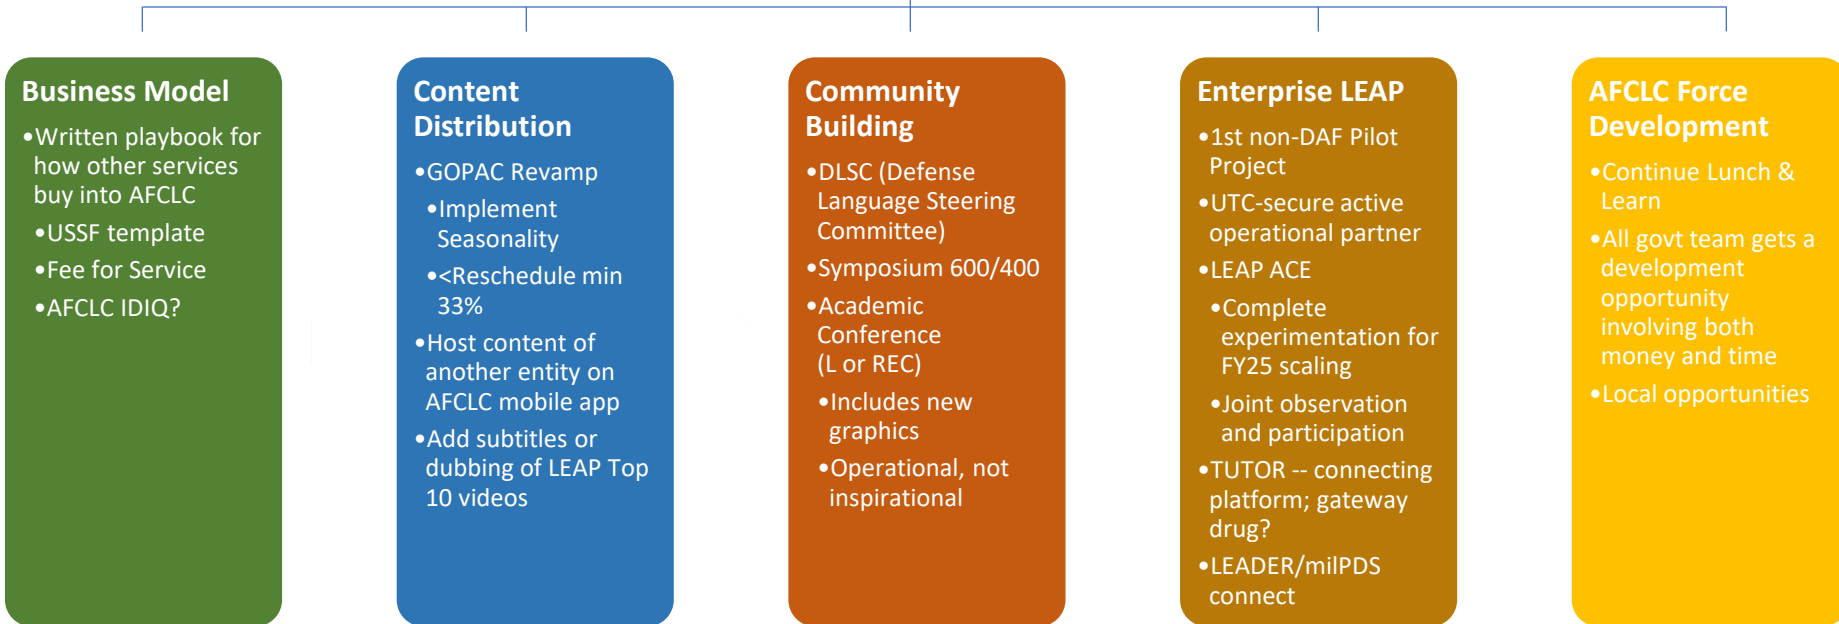 Business Model
•Written playbook for
how other services
buy into AFCLC
•USSF template
•Fee for Service
•AFCLC IDIQ?
Content
Distribution
•GOPAC Revamp
•Implement
Seasonality
•<Reschedule min
33%
•Host content of
another entity on
AFCLC mobile app
•Add subtitles or
dubbing of LEAP Top
10 videos
Community
Building
•DLSC (Defense
Language Steering
Committee)
•Symposium 600/400
•Academic
Conference
(L or REC)
•Includes new
graphics
•Operational, not
inspirational
Enterprise LEAP
•1st non-DAF Pilot
Project
•UTC-secure active
operational partner
•LEAP ACE
•Complete
experimentation for
FY25 scaling
•Joint observation
and participation
•TUTOR -- connecting
platform; gateway
drug?
•LEADER/milPDS
connect
AFCLC Force
Development
•Continue Lunch &
Learn
•All govt team gets a
development
opportunity
involving both
money and time
•Local opportunities